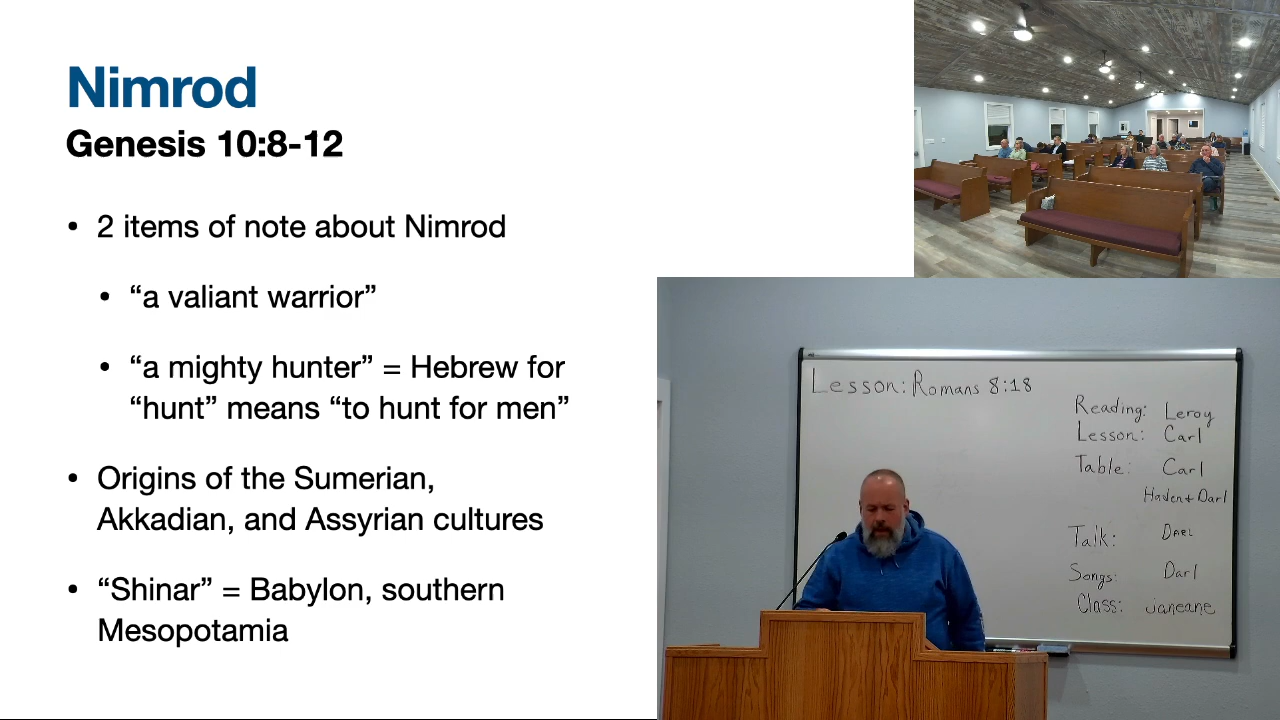 Nimrod
Genesis 10:8-12
• 2 items of note about Nimrod
• “a valiant warrior”
• “a mighty hunter” = Hebrew for
“hunt” means “to hunt for men”
• Origins of the Sumerian,
Akkadian, and Assyrian cultures
• “Shinar” = Babylon, southern
Mesopotamia
Lesson: Romans 8:18
Reading: Leroy
Lesson: Carl
Table: Carl
Darl
Talk:
Songs: Darl
Class: janeane